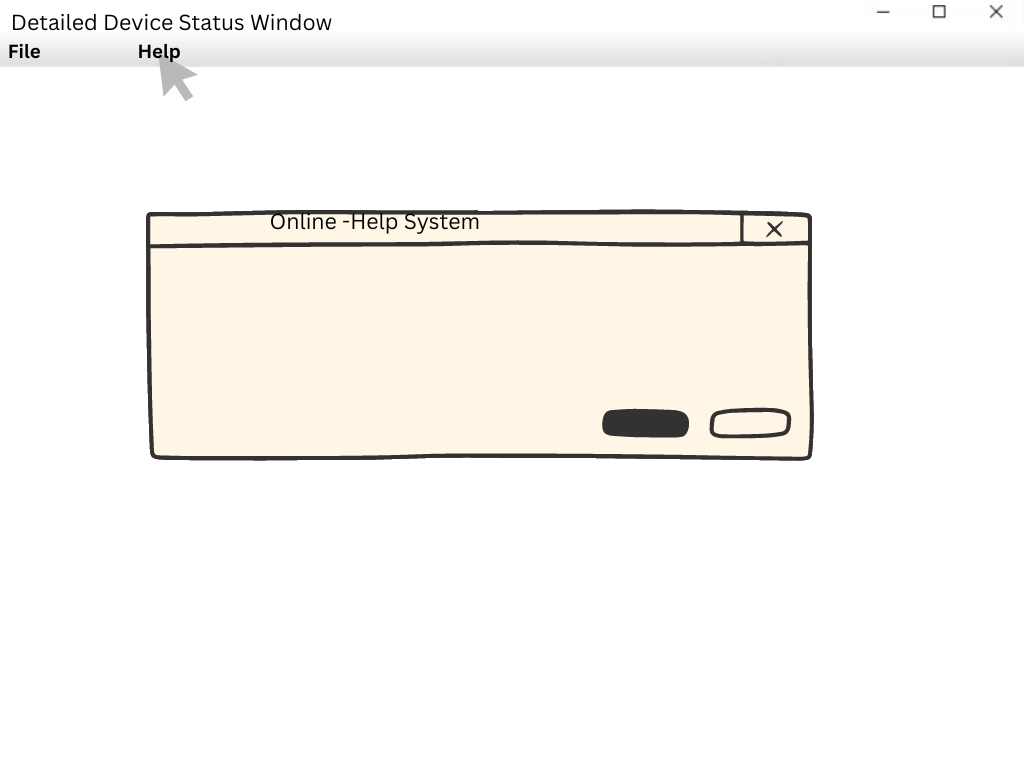 Detailed Device Status Window
File Help
Online -Help System